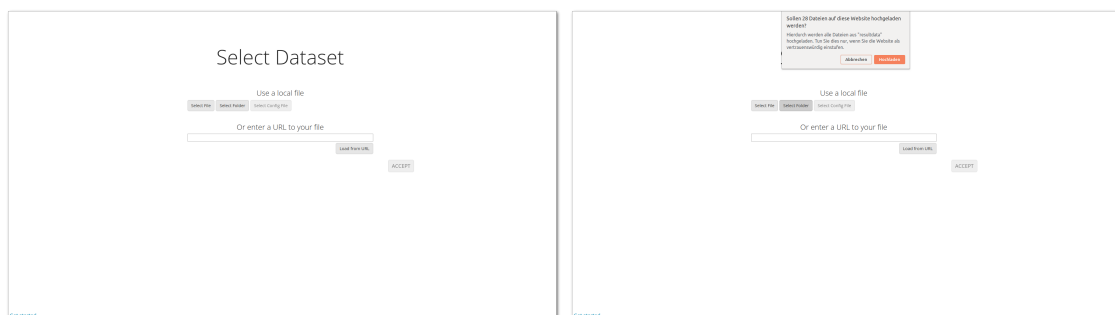 Select Dataset
Use a local file
Select File Select Folder Select Config File
Or enter a URL to your file
Load from URL
ACCEPT
Sollen 28 Dateien auf diese Website hochgeladen
werden?
Hierdurch werden alle Dateien aus
hochgeladen. Tun Sie dies nur, wenn Sie die Website als
vertrauenswürdig einstufen.
Abbrechen Hochladen
Use a local file
Select File Select Folder Select Config File
Or enter a URL to your file
Load from URL
ACCEPT